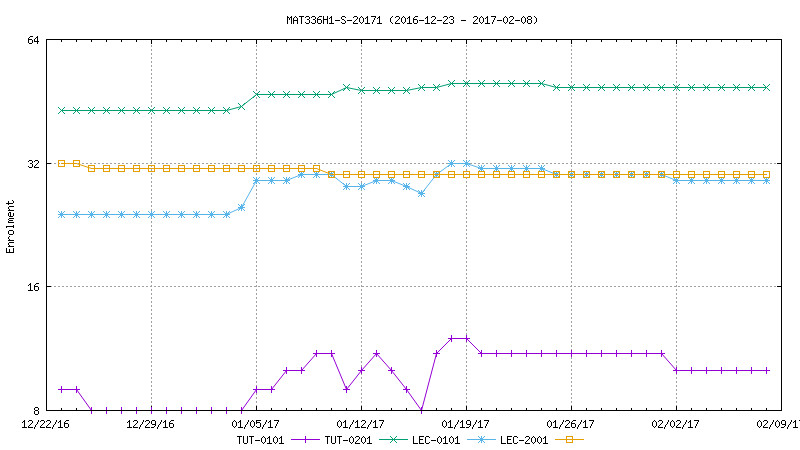 MAT336H1-S-20171 (2016-12-23 - 2017-02-08)
64
32
16
8
Enrolment
12/22/16 12/29/16 01/05/17 01/12/17 01/19/17 01/26/17 02/02/17 02/09/17
TUT-0101 TUT-0201 LEC-0101 LEC-2001